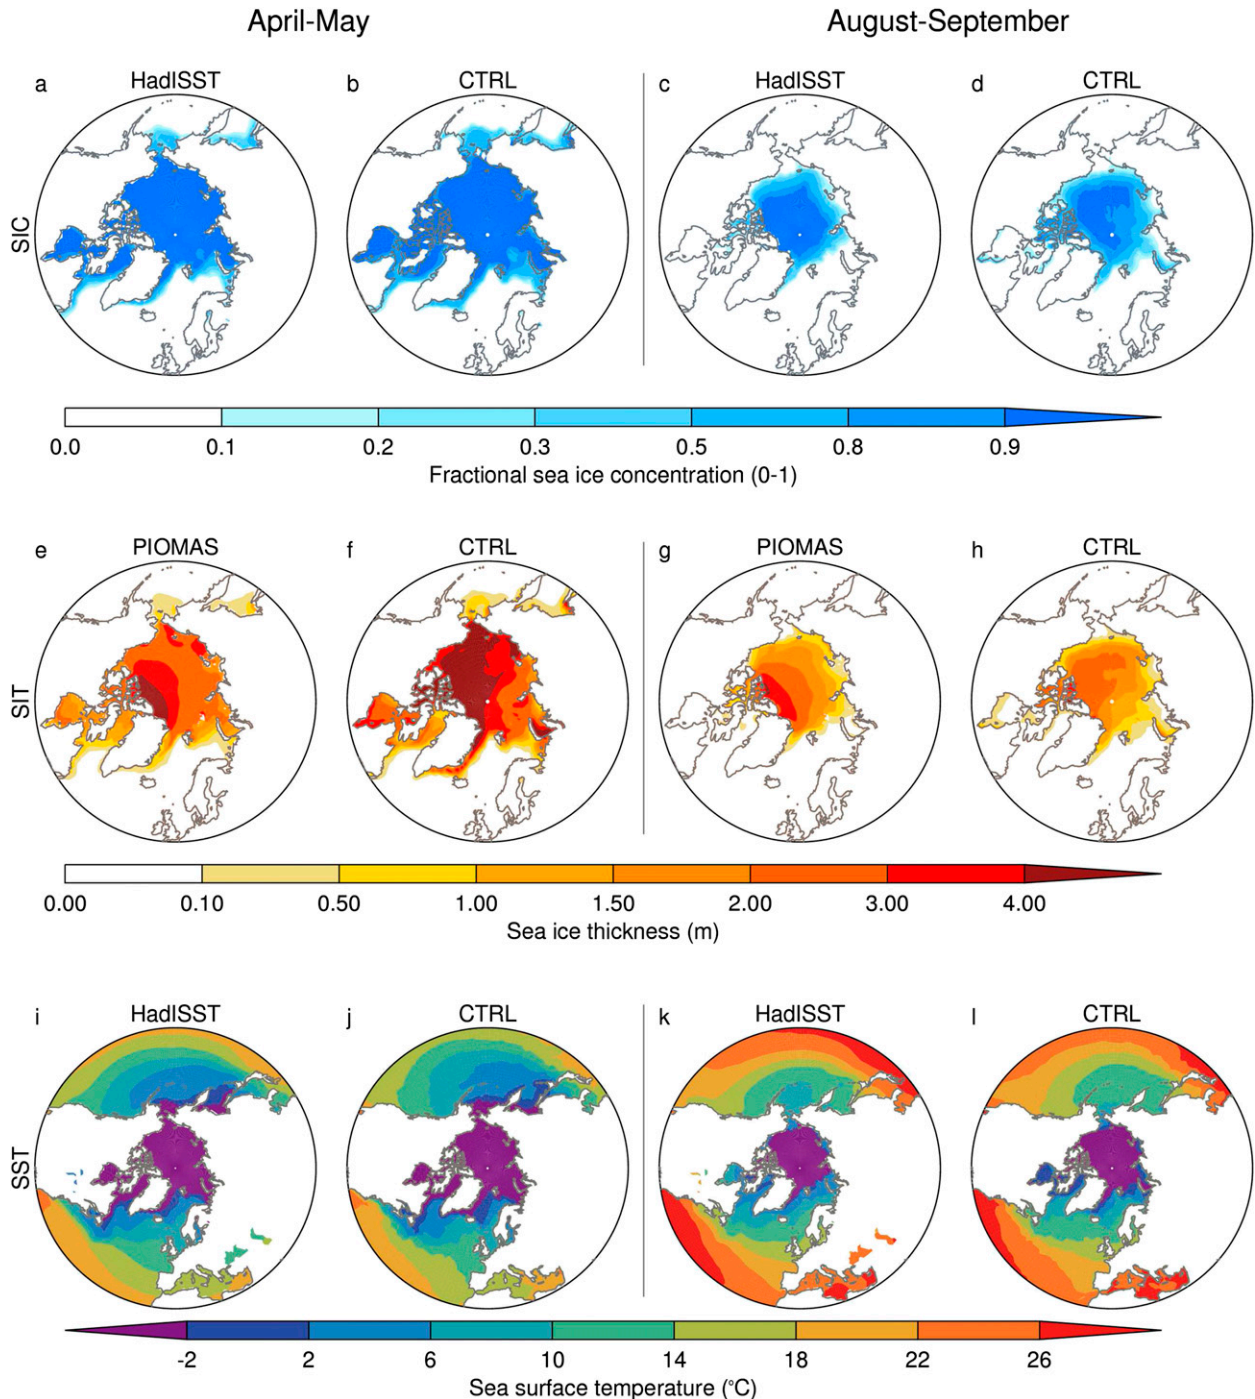 April-May August-September
a HadISST b CTRL c HadISST d CTRL
SIC
0.0 0.1 0.2 0.3 0.5 0.8 0.9
Fractional sea ice concentration (0-1)
e PIOMAS f CTRL g PIOMAS h CTRL
SIT
0.00 0.10 0.50 1.00 1.50 2.00 3.00 4.00
Sea ice thickness (m)
i HadISST j CTRL k HadISST l CTRL
SST
-2 2 6 10 14 18 22 26
Sea surface temperature (°C)